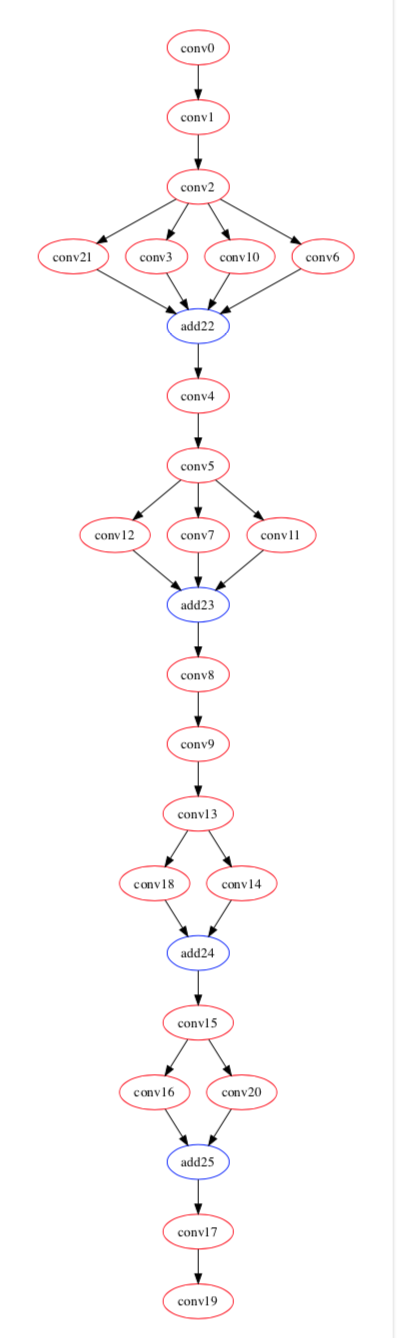 conv0
conv1
conv2
conv21 conv3 conv10 conv6
add22
conv4
conv5
conv12 conv7 conv11
add23
conv8
conv9
conv13
conv18 conv14
add24
conv15
conv16 conv20
add25
conv17
conv19